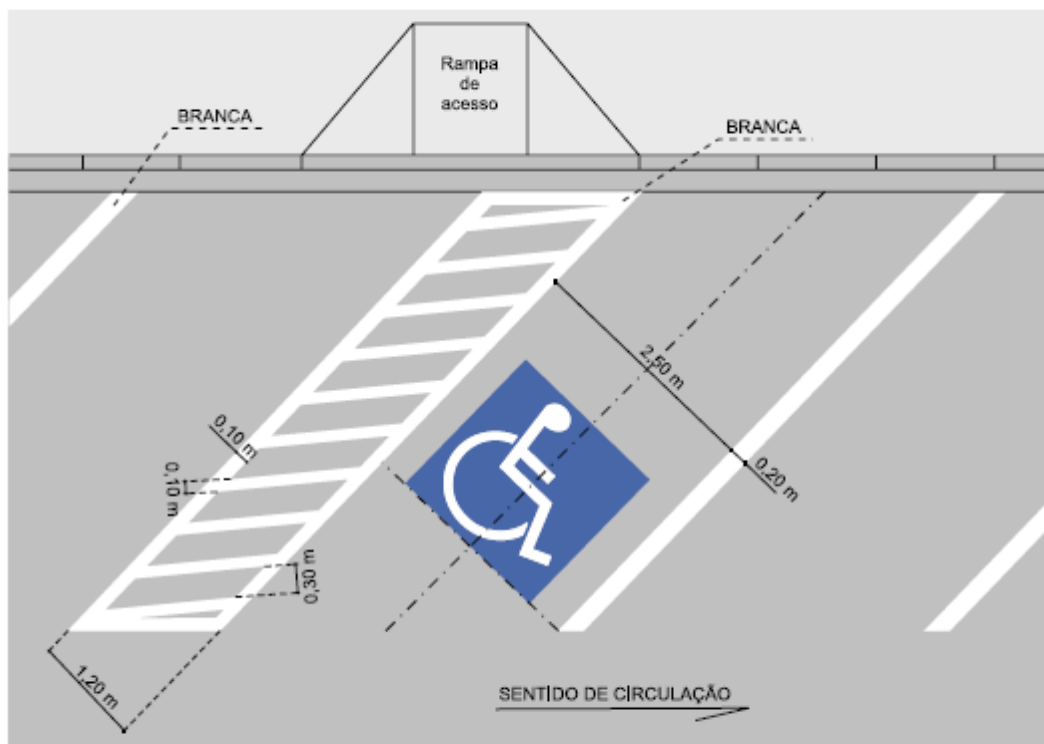 Rampa
de
acesso
BRANCA
BRANCA
2,50 m
0,10 m
0,20 m
0,10 m
0,30 m
1,20 m
SENTIDO DE CIRCULAÇÃO